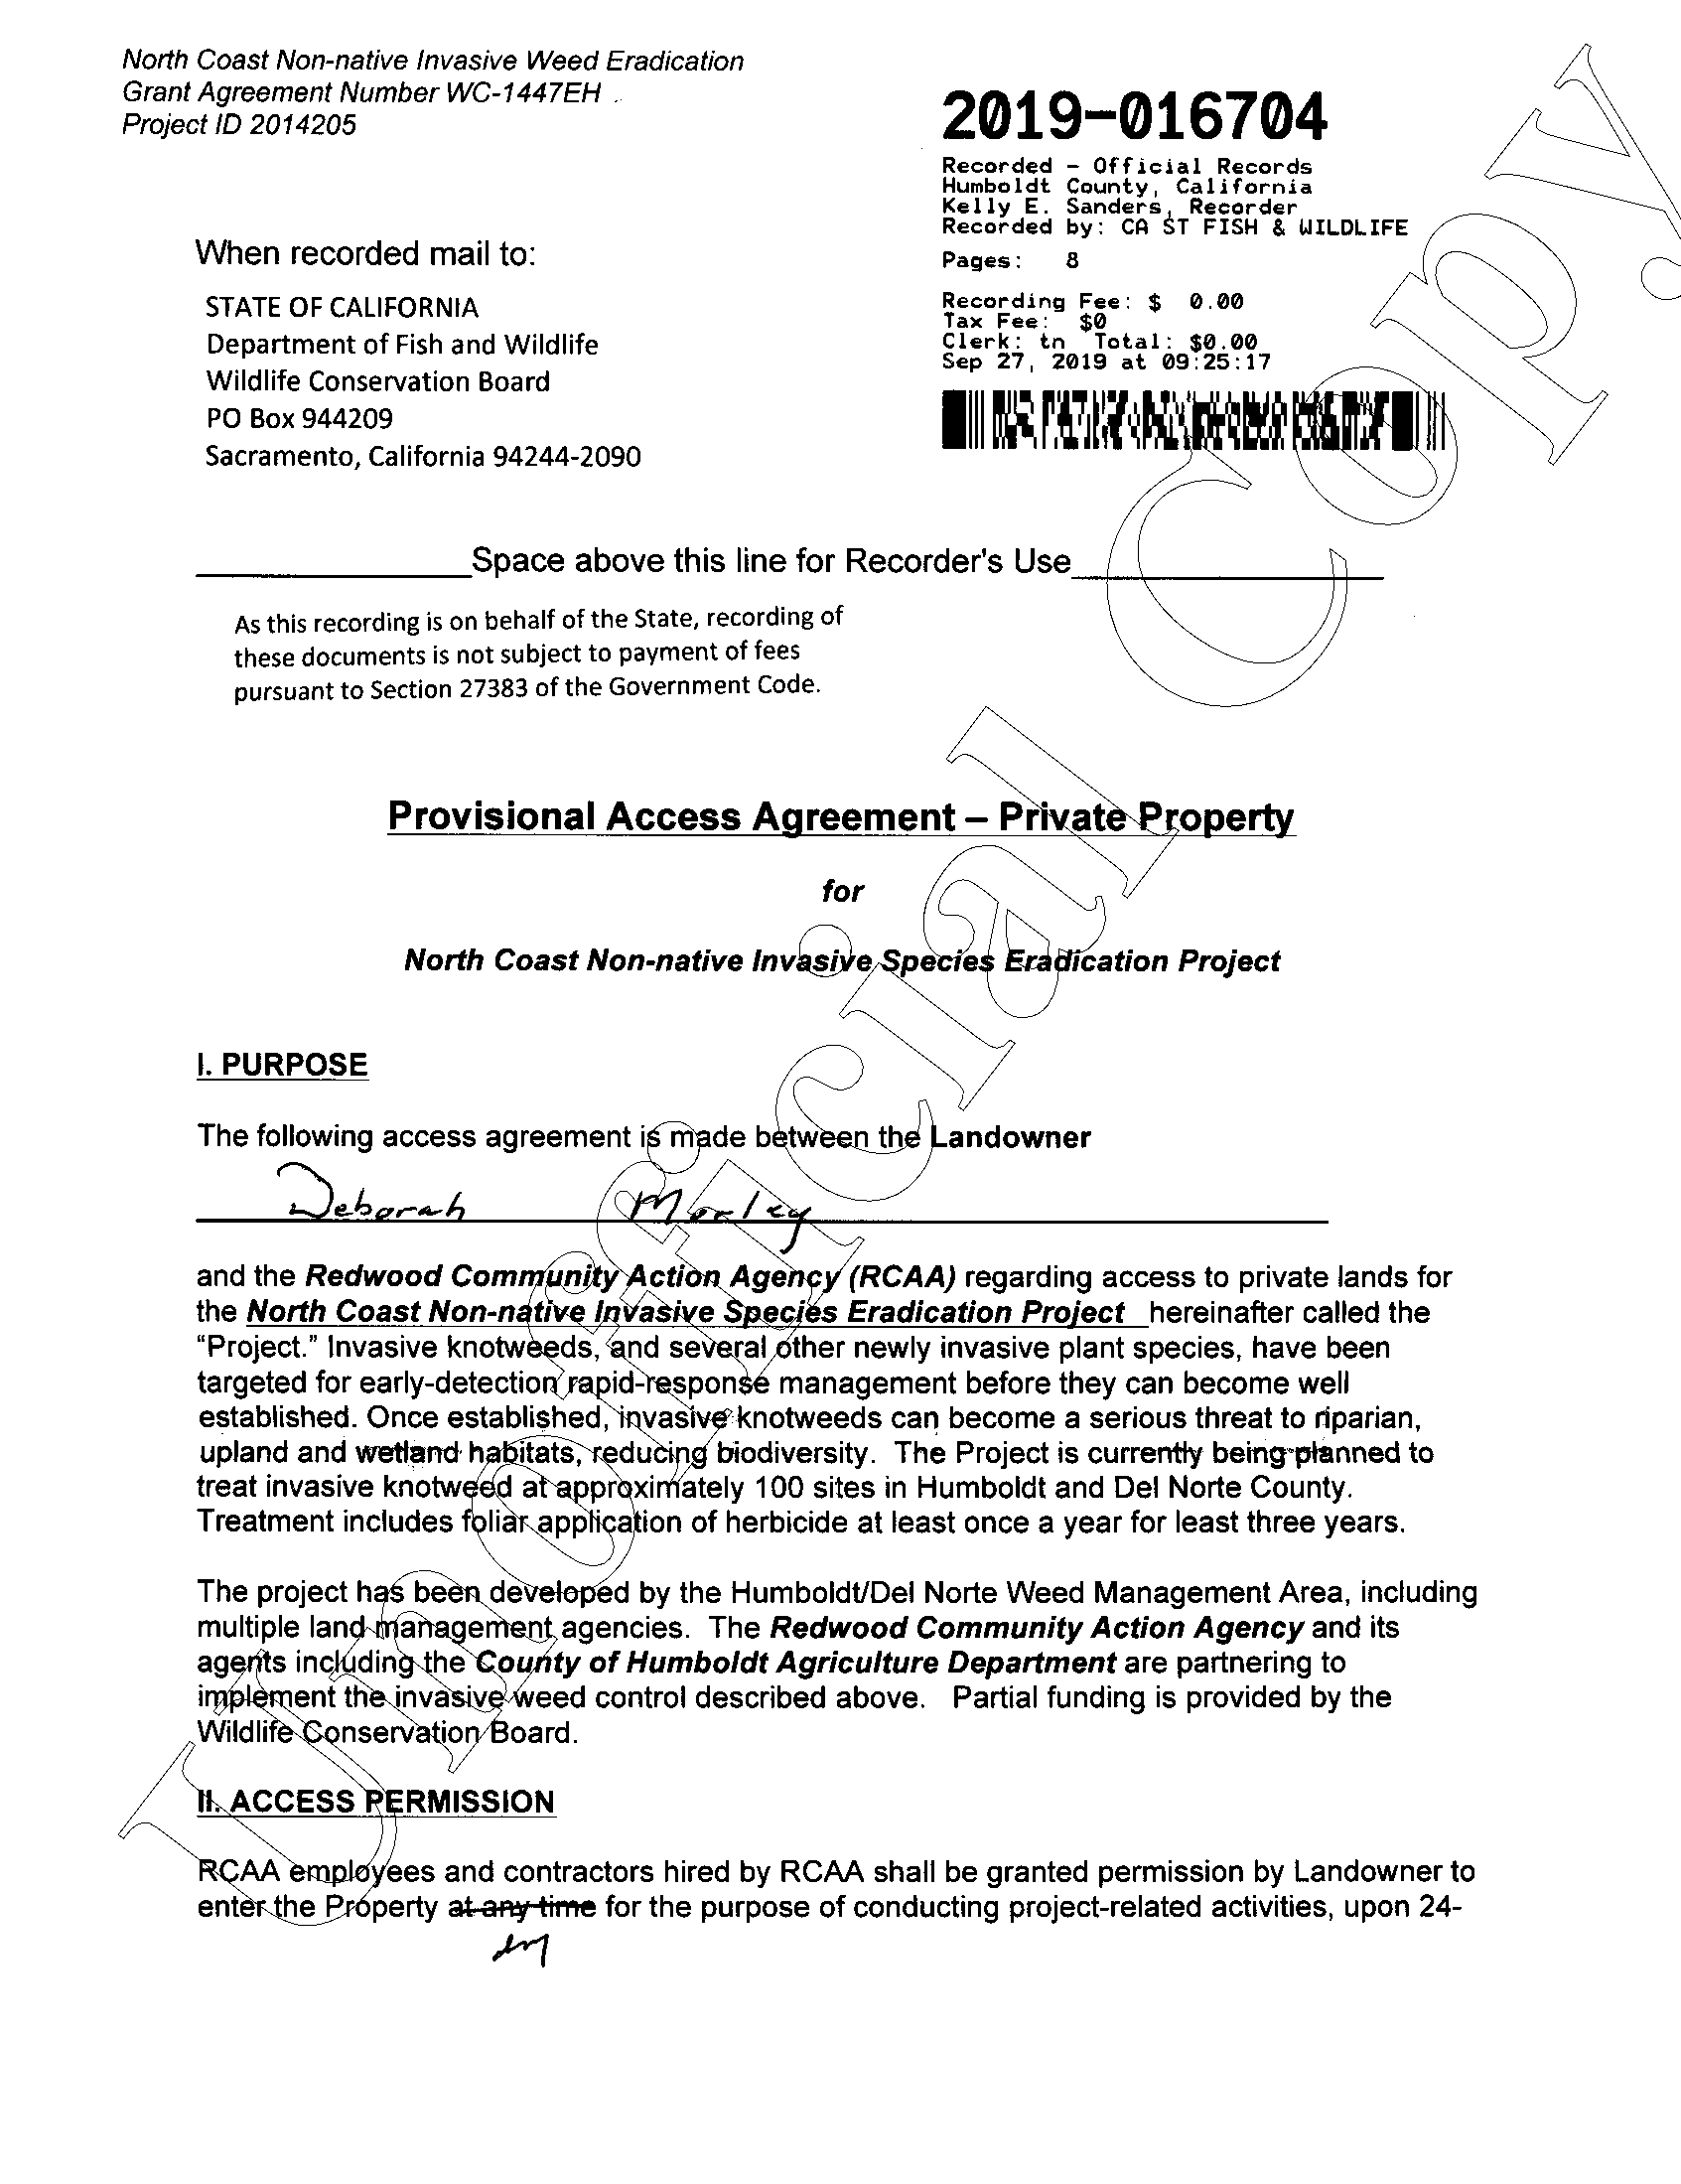 North Coast Non-native Invasive Weed Eradication
Grant Agreement Number WC-1447EH
Project ID 2014205
2019-016704
Recorded - Official Records
Humboldt County, California
Kelly E. Sanders, Recorder
Recorded by: CA ST FISH & WILDLIFE
Pages: 8
Recording Fee: $ 0.00
Tax Fee: $0
Clerk: tn Total: $0.00
Sep 27, 2019 at 09:25:17
When recorded mail to:
STATE OF CALIFORNIA
Department of Fish and Wildlife
Wildlife Conservation Board
PO Box 944209
Sacramento, California 94244-2090
Space above this line for Recorder's Use
As this recording is on behalf of the State, recording of
these documents is not subject to payment of fees
pursuant to Section 27383 of the Government Code.
Provisional Access Agreement – Private Property
for
North Coast Non-native Invasive Species Eradication Project
I. PURPOSE
The following access agreement is made between the Landowner
Deborah Morley
and the Redwood Community Action Agency (RCAA) regarding access to private lands for
the North Coast Non-native Invasive Species Eradication Project hereinafter called the
“Project.” Invasive knotweeds, and several other newly invasive plant species, have been
targeted for early-detection rapid-response management before they can become well
established. Once established, invasive knotweeds can become a serious threat to riparian,
upland and wetland habitats, reducing biodiversity. The Project is currently being planned to
treat invasive knotweed at approximately 100 sites in Humboldt and Del Norte County.
Treatment includes foliar application of herbicide at least once a year for least three years.
The project has been developed by the Humboldt/Del Norte Weed Management Area, including
multiple land management agencies. The Redwood Community Action Agency and its
agents including the County of Humboldt Agriculture Department are partnering to
implement the invasive weed control described above. Partial funding is provided by the
Wildlife Conservation Board.
II. ACCESS PERMISSION
RCAA employees and contractors hired by RCAA shall be granted permission by Landowner to
enter the Property at any time for the purpose of conducting project-related activities, upon 24-
dm
Unofficial Copy